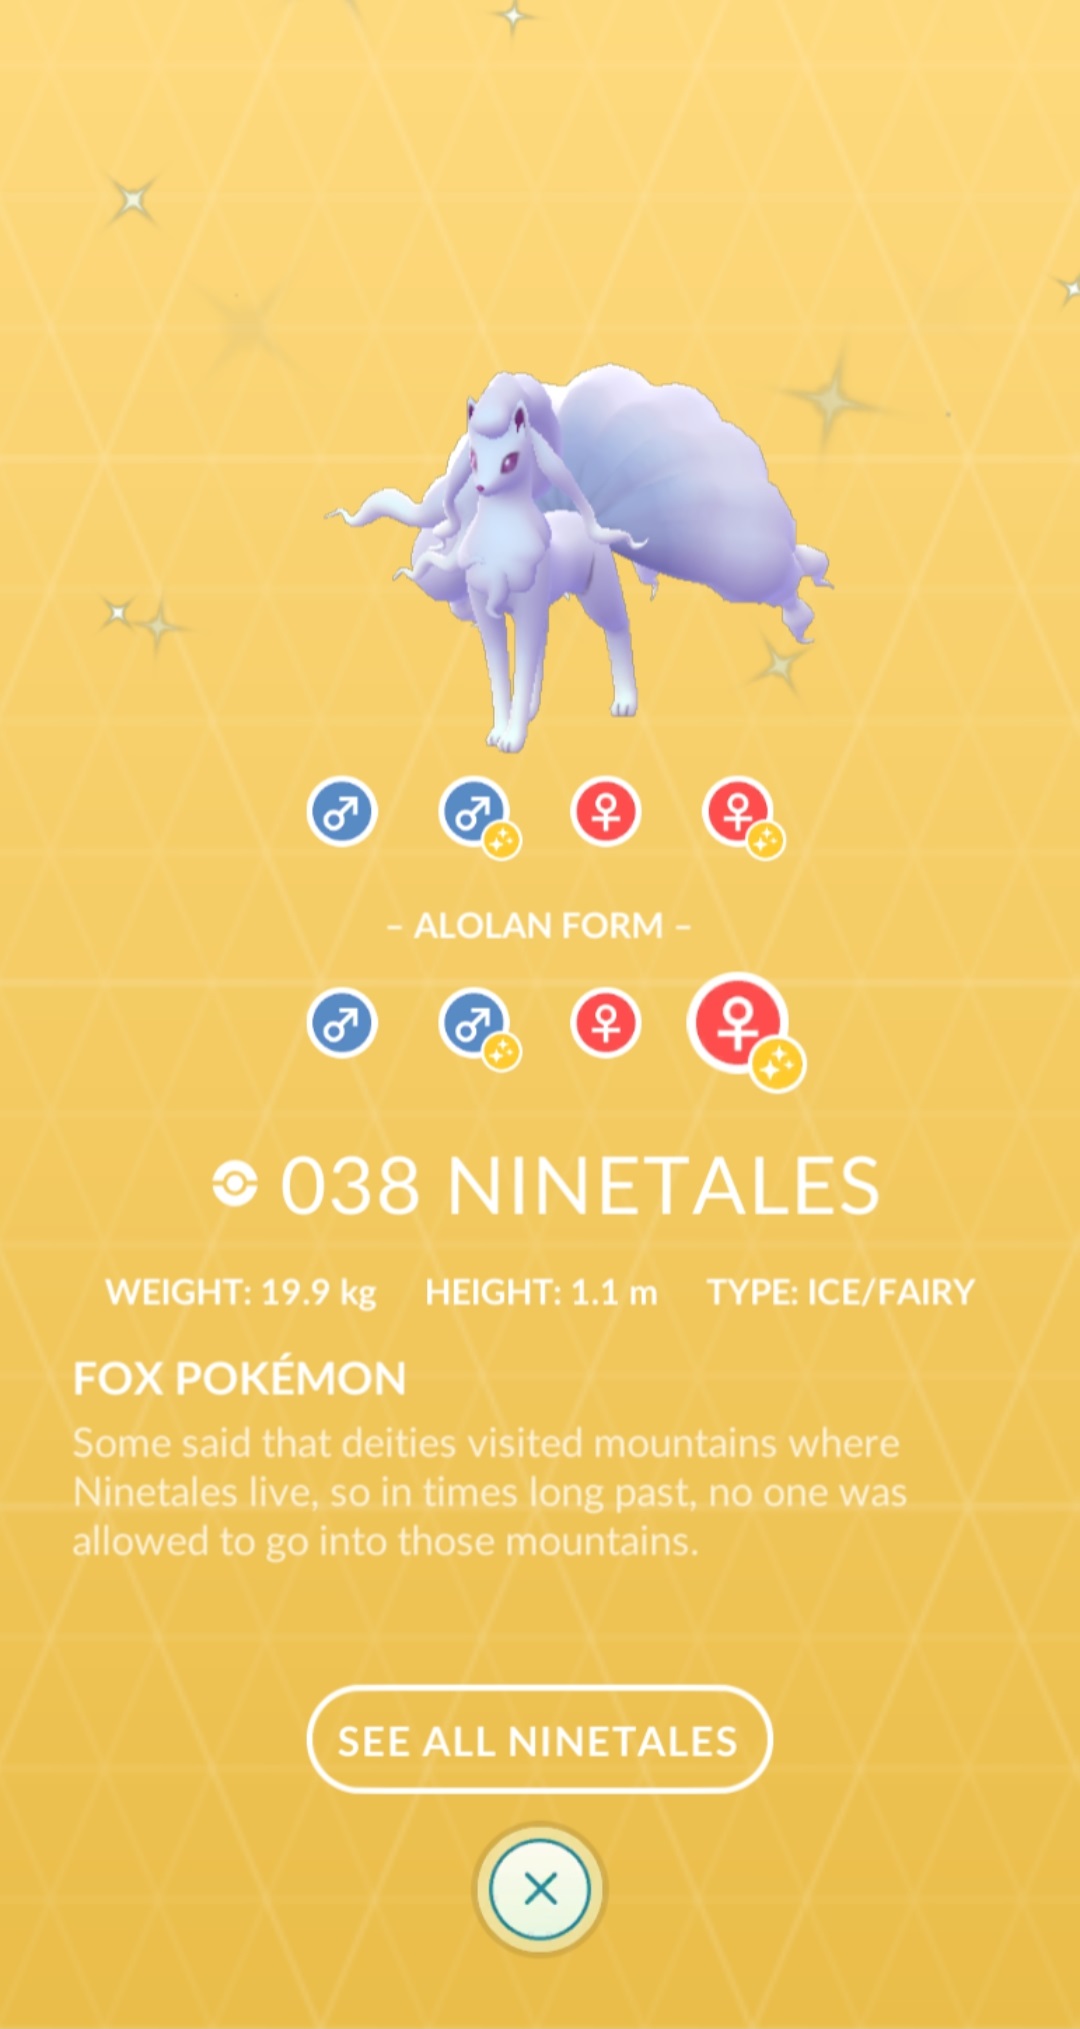 – ALOLAN FORM –
038 NINETALES
WEIGHT: 19.9 kg HEIGHT: 1.1 m TYPE: ICE/FAIRY
FOX POKÉMON
Some said that deities visited mountains where
Ninetales live, so in times long past, no one was
allowed to go into those mountains.
SEE ALL NINETALES